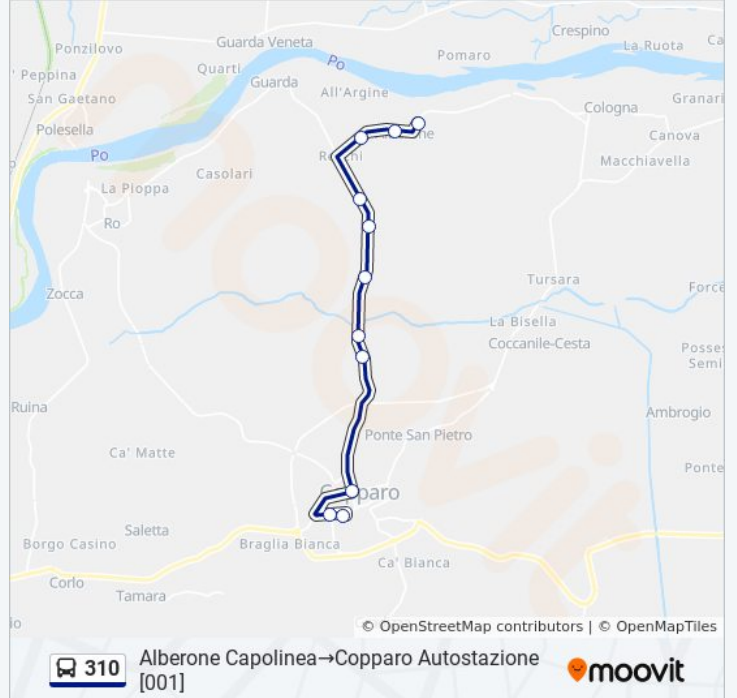 Crespino
Guarda Veneta
La Ruota
Ca
Ponzilovo
Po
Pomaro
Quarti
' Peppina
Guarda
All'Argine
San Gaetano
Granari
Cologna
Polesella
Canova
Po
Macchiavella
Casolari
La Pioppa
Ro
Tursara
Zocca
Force
La Bisella
Coccanile-Cesta
Posses
Semi
Ruina
Ambrogio
Ponte San Pietro
Ca' Matte
Ponte
Copparo
Saletta
Borgo Casino
Braglia Bianca
Ca' Bianca
Corlo
Tamara
io
© OpenStreetMap contributors | © OpenMapTiles
310
Alberone Capolinea→Copparo Autostazione
[001]
moovit